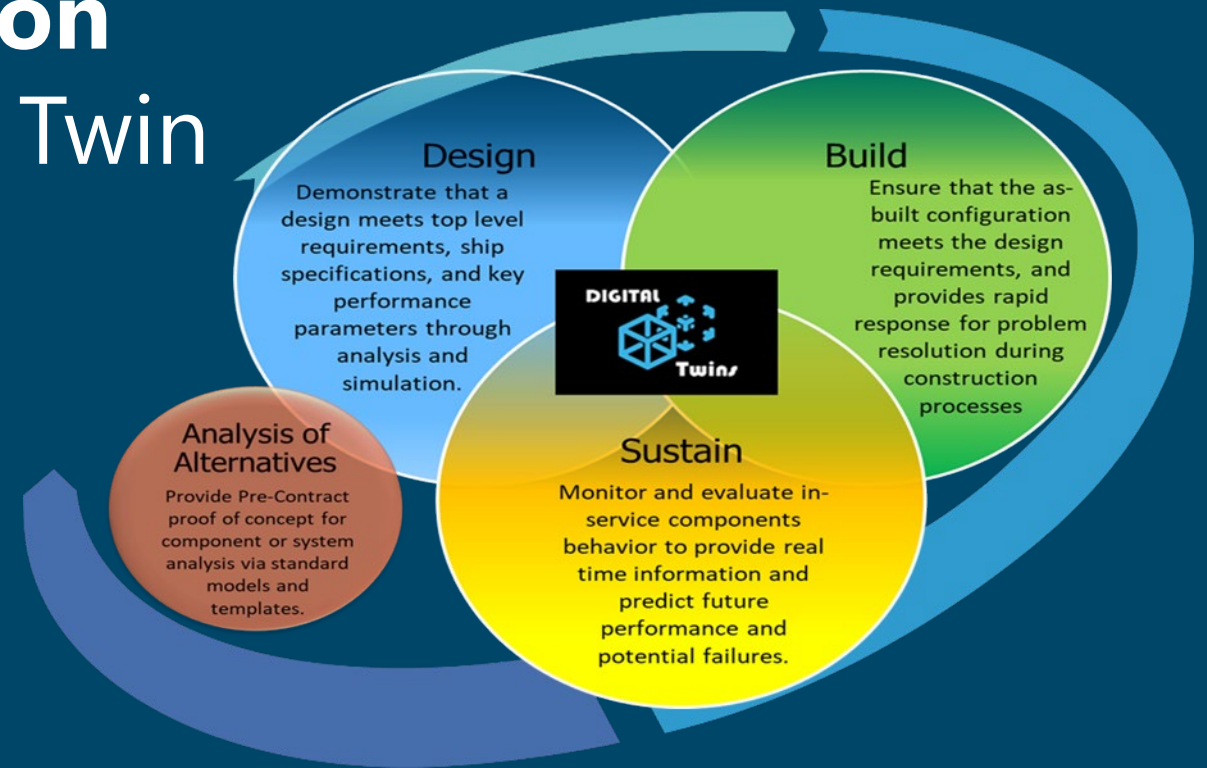 on
Twin
Design
Demonstrate that a
design meets top level
requirements, ship
specifications, and key
performance
parameters through
analysis and
simulation.
Build
Ensure that the as-
built configuration
meets the design
requirements, and
provides rapid
response for problem
resolution during
construction
processes
DIGITAL
Twins
Analysis of
Alternatives
Provide Pre-Contract
proof of concept for
component or system
analysis via standard
models and
templates.
Sustain
Monitor and evaluate in-
service components
behavior to provide real
time information and
predict future
performance and
potential failures.